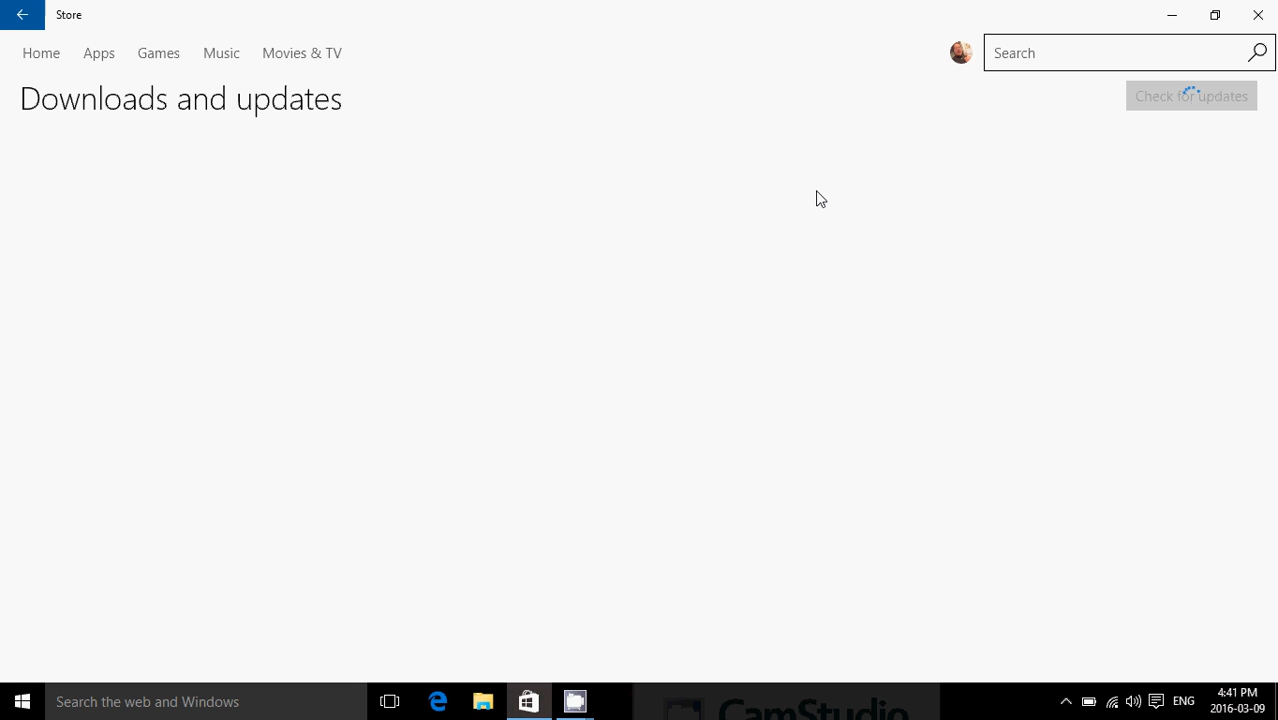 Store
Home Apps Games Music Movies & TV Search
Downloads and updates Check for updates
Search the web and Windows CamStudio ENG 4:41 PM
2016-03-09